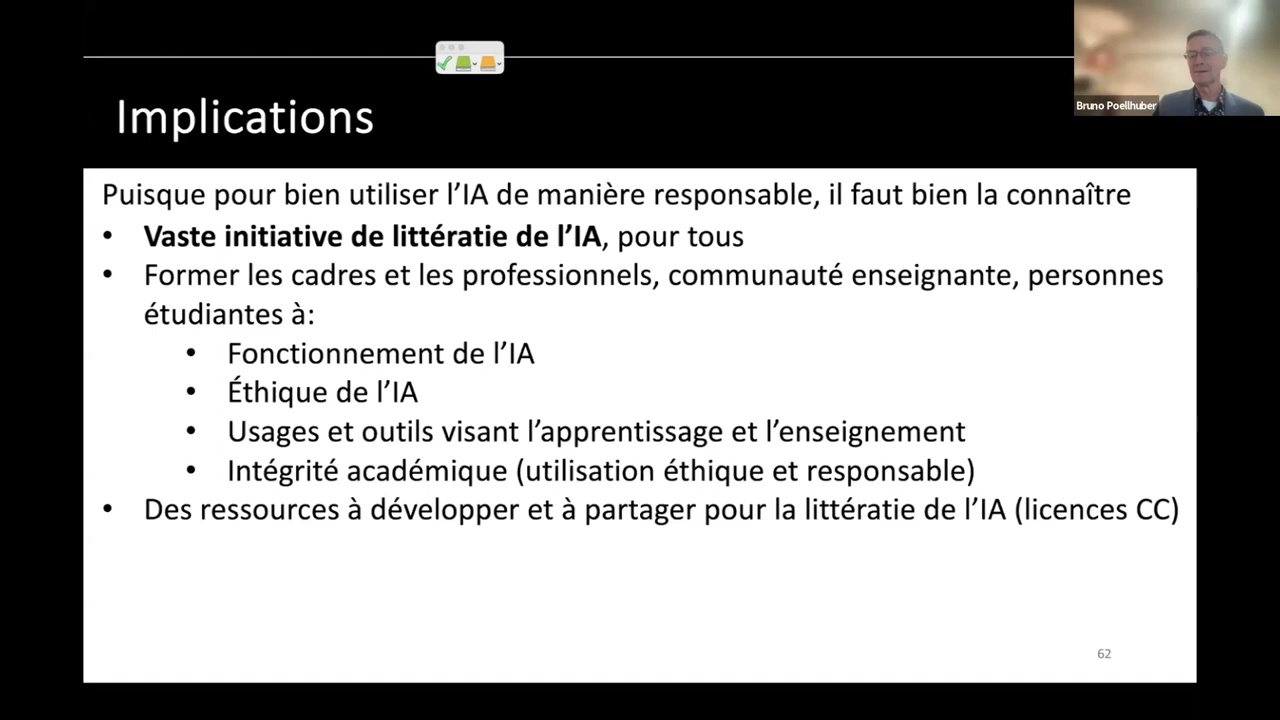 Bruno Poellhuber
Implications
Puisque pour bien utiliser l’IA de manière responsable, il faut bien la connaître
• Vaste initiative de littératie de l’IA, pour tous
• Former les cadres et les professionnels, communauté enseignante, personnes
étudiantes à:
• Fonctionnement de l’IA
• Éthique de l’IA
• Usages et outils visant l’apprentissage et l’enseignement
• Intégrité académique (utilisation éthique et responsable)
• Des ressources à développer et à partager pour la littératie de l’IA (licences CC)
62